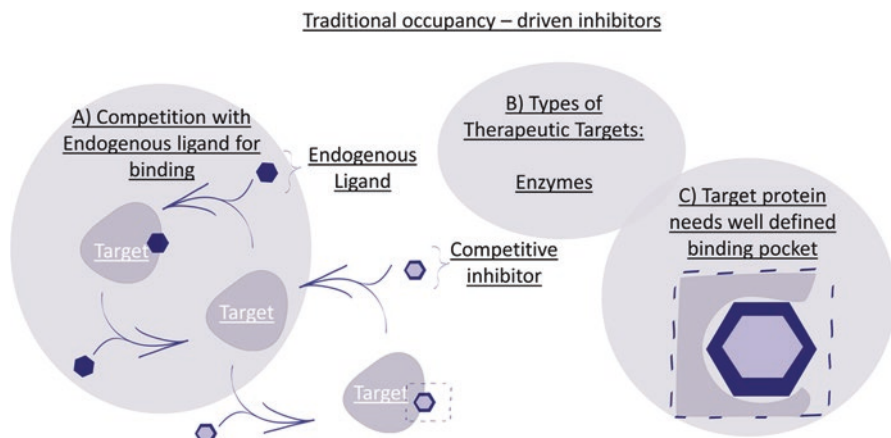 Traditional occupancy – driven inhibitors
A) Competition with
Endogenous ligand for
binding
Endogenous
Ligand
Target
Target
Competitive
inhibitor
Target
B) Types of
Therapeutic Targets:
Enzymes
C) Target protein
needs well defined
binding pocket